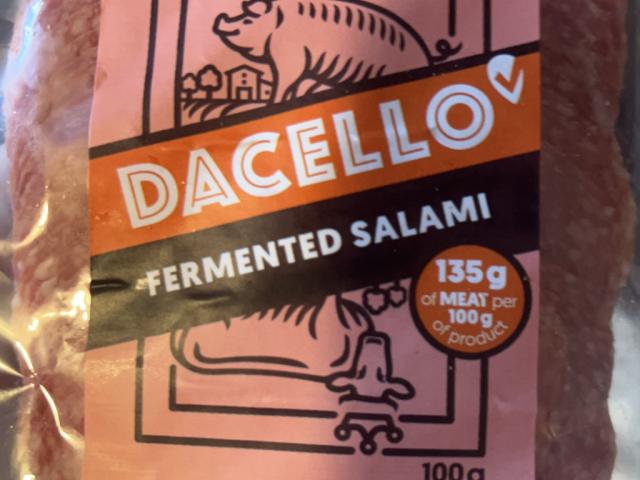 DACELLO
FERMENTED SALAMI
135g
of MEAT per
100g
of product
100g